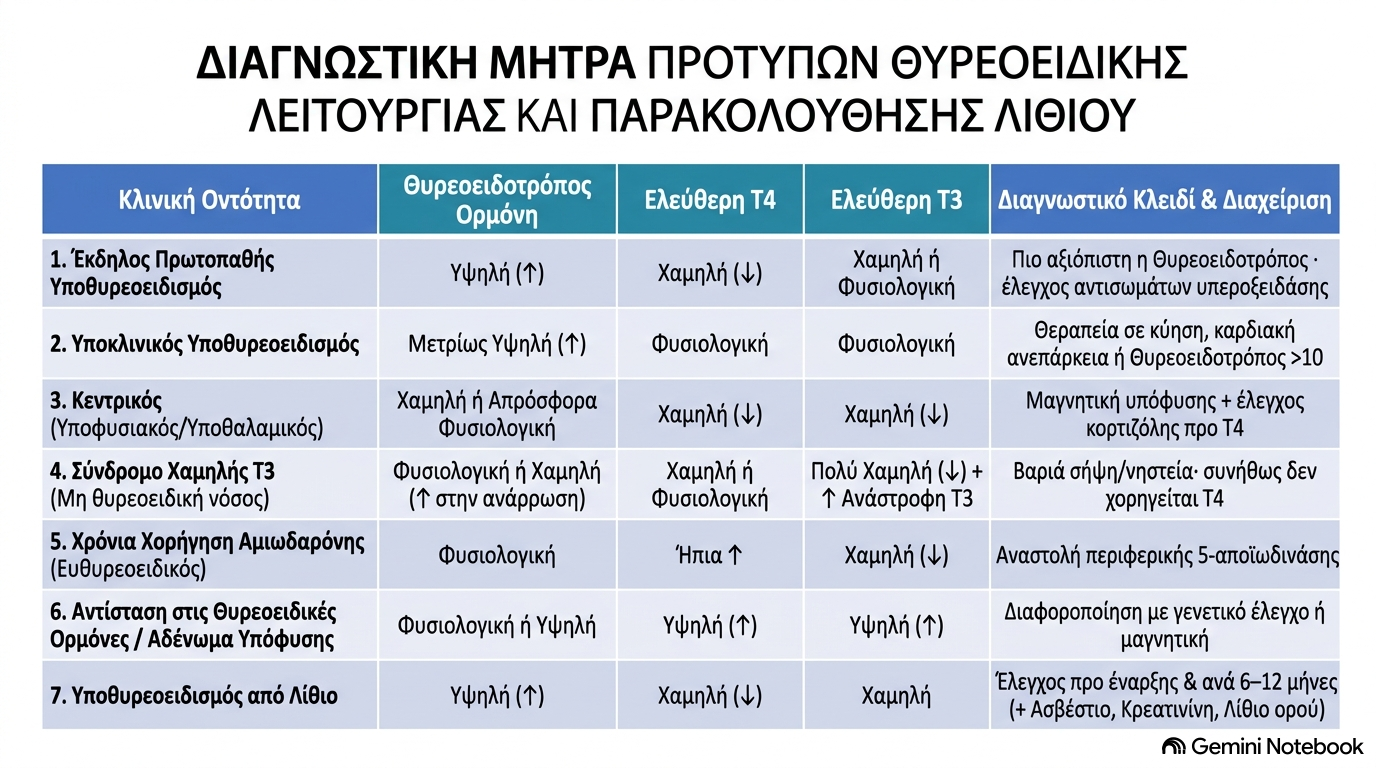 ΔΙΑΓΝΩΣΤΙΚΗ ΜΗΤΡΑ ΠΡΟΤΥΠΩΝ ΘΥΡΕΟΕΙΔΙΚΗΣ
ΛΕΙΤΟΥΡΓΙΑΣ ΚΑΙ ΠΑΡΑΚΟΛΟΥΘΗΣΗΣ ΛΙΘΙΟΥ
Κλινική Οντότητα
Θυρεοειδοτρόπος
Ορμόνη
Ελεύθερη T4
Ελεύθερη T3
Διαγνωστικό Κλειδί & Διαχείριση
1. Έκδηλος Πρωτοπαθής
Υποθυρεοειδισμός
Υψηλή (↑)
Χαμηλή (↓)
Χαμηλή ή
Φυσιολογική
Πιο αξιόπιστη η Θυρεοειδοτρόπος ·
έλεγχος αντισωμάτων υπεροξειδάσης
2. Υποκλινικός Υποθυρεοειδισμός
Μετρίως Υψηλή (↑)
Φυσιολογική
Φυσιολογική
Θεραπεία σε κύηση, καρδιακή
ανεπάρκεια ή Θυρεοειδοτρόπος >10
3. Κεντρικός
(Υποφυσιακός/Υποθαλαμικός)
Χαμηλή ή Απρόσφορα
Φυσιολογική
Χαμηλή (↓)
Χαμηλή (↓)
Μαγνητική υπόφυσης + έλεγχος
κορτιζόλης προ T4
4. Σύνδρομο Χαμηλής T3
(Μη θυρεοειδική νόσος)
Φυσιολογική ή Χαμηλή
(↑ στην ανάρρωση)
Χαμηλή ή
Φυσιολογική
Πολύ Χαμηλή (↓) +
↑ Ανάστροφη T3
Βαριά σήψη/νηστεία· συνήθως δεν
χορηγείται T4
5. Χρόνια Χορήγηση Αμιωδαρόνης
(Ευθυρεοειδικός)
Φυσιολογική
Ήπια ↑
Χαμηλή (↓)
Αναστολή περιφερικής 5-αποϊωδινάσης
6. Αντίσταση στις Θυρεοειδικές
Ορμόνες / Αδένωμα Υπόφυσης
Φυσιολογική ή Υψηλή
Υψηλή (↑)
Υψηλή (↑)
Διαφοροποίηση με γενετικό έλεγχο ή
μαγνητική
7. Υποθυρεοειδισμός από Λίθιο
Υψηλή (↑)
Χαμηλή (↓)
Χαμηλή
Έλεγχος προ έναρξης & ανά 6–12 μήνες
(+ Ασβέστιο, Κρεατινίνη, Λίθιο ορού)
Gemini Notebook